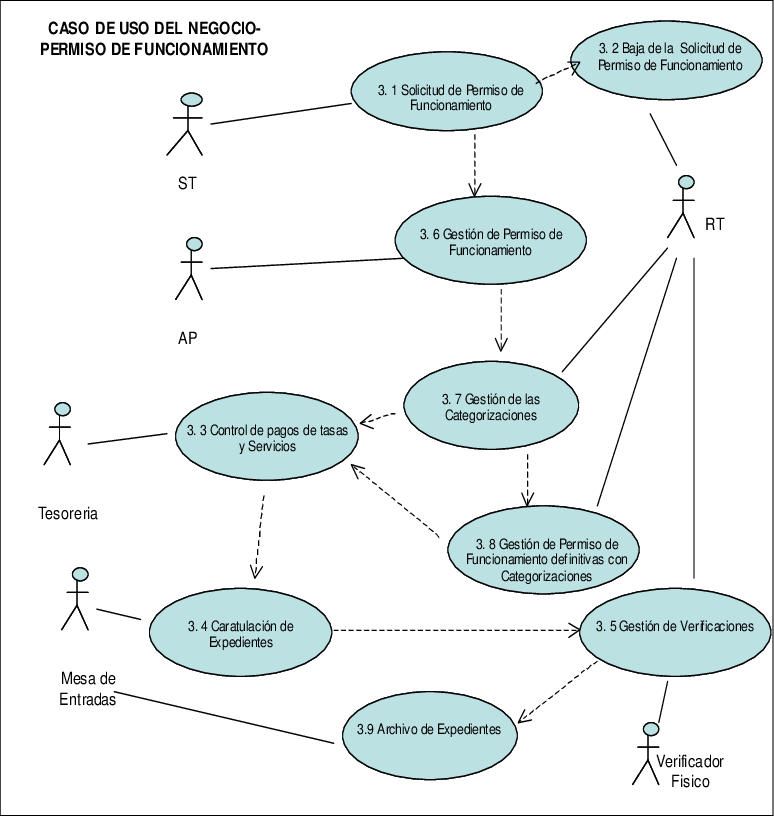 CASO DE USO DEL NEGOCIO-
PERMISO DE FUNCIONAMIENTO
3. 1 Solicitud de Permiso de
Funcionamiento
3. 2 Baja de la Solicitud de
Permiso de Funcionamiento
ST
RT
3. 6 Gestión de Permiso de
Funcionamiento
AP
3. 7 Gestión de las
Categorizaciones
3. 3 Control de pagos de tasas
y Servicios
Tesoreria
3. 8 Gestión de Permiso de
Funcionamiento definitivas con
Categorizaciones
3. 4 Caratulación de
Expedientes
3. 5 Gestión de Verificaciones
Mesa de
Entradas
3.9 Archivo de Expedientes
Verificador
Fisico